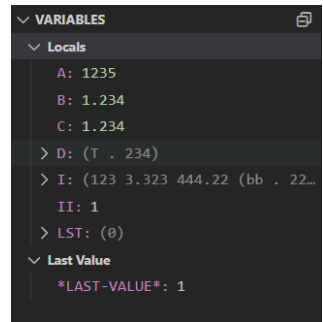 VARIABLES
Locals
A: 1235
B: 1.234
C: 1.234
D: (T . 234)
I: (123 3.323 444.22 (bb . 22...
II: 1
LST: (0)
Last Value
*LAST-VALUE*: 1